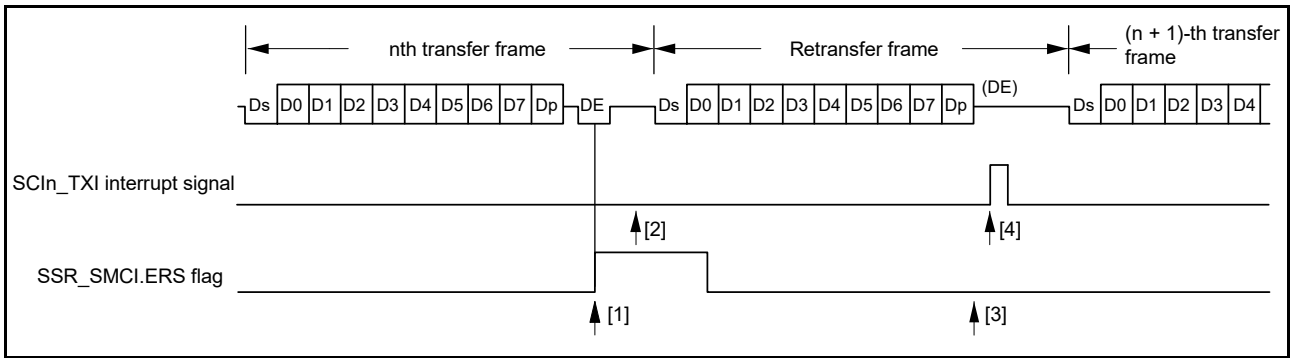 nth transfer frame
Retransfer frame
(n + 1)-th transfer
frame
Ds D0 D1 D2 D3 D4 D5 D6 D7 Dp DE Ds D0 D1 D2 D3 D4 D5 D6 D7 Dp (DE) Ds D0 D1 D2 D3 D4
SCIn_TXI interrupt signal
[2] [4]
SSR_SMCI.ERS flag
[1] [3]